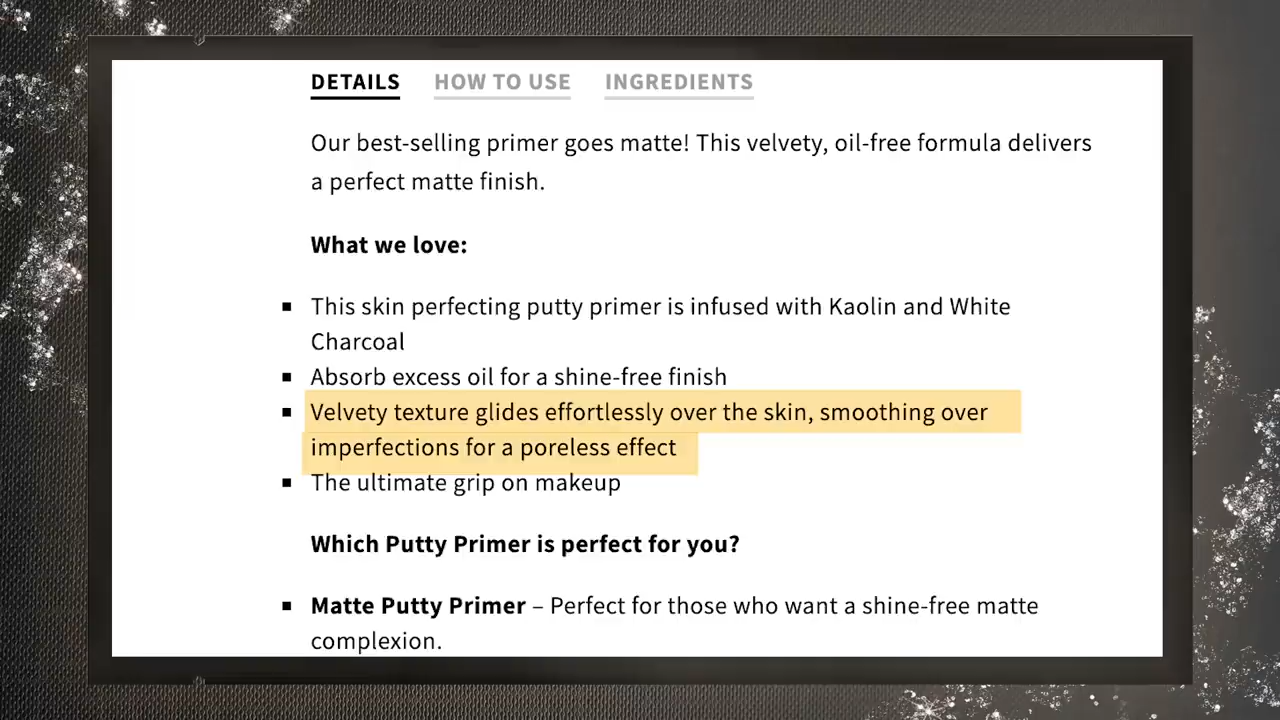 DETAILS HOW TO USE INGREDIENTS
Our best-selling primer goes matte! This velvety, oil-free formula delivers
a perfect matte finish.
What we love:
▪ This skin perfecting putty primer is infused with Kaolin and White
Charcoal
▪ Absorb excess oil for a shine-free finish
▪ Velvety texture glides effortlessly over the skin, smoothing over
imperfections for a poreless effect
▪ The ultimate grip on makeup
Which Putty Primer is perfect for you?
▪ Matte Putty Primer – Perfect for those who want a shine-free matte
complexion.